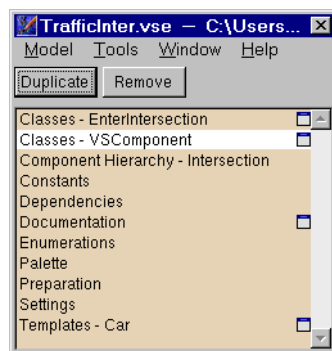 TrafficInter.vse – C:\Users...
Model Tools Window Help
Duplicate Remove
Classes - EnterIntersection
Classes - VSComponent
Component Hierarchy - Intersection
Constants
Dependencies
Documentation
Enumerations
Palette
Preparation
Settings
Templates - Car